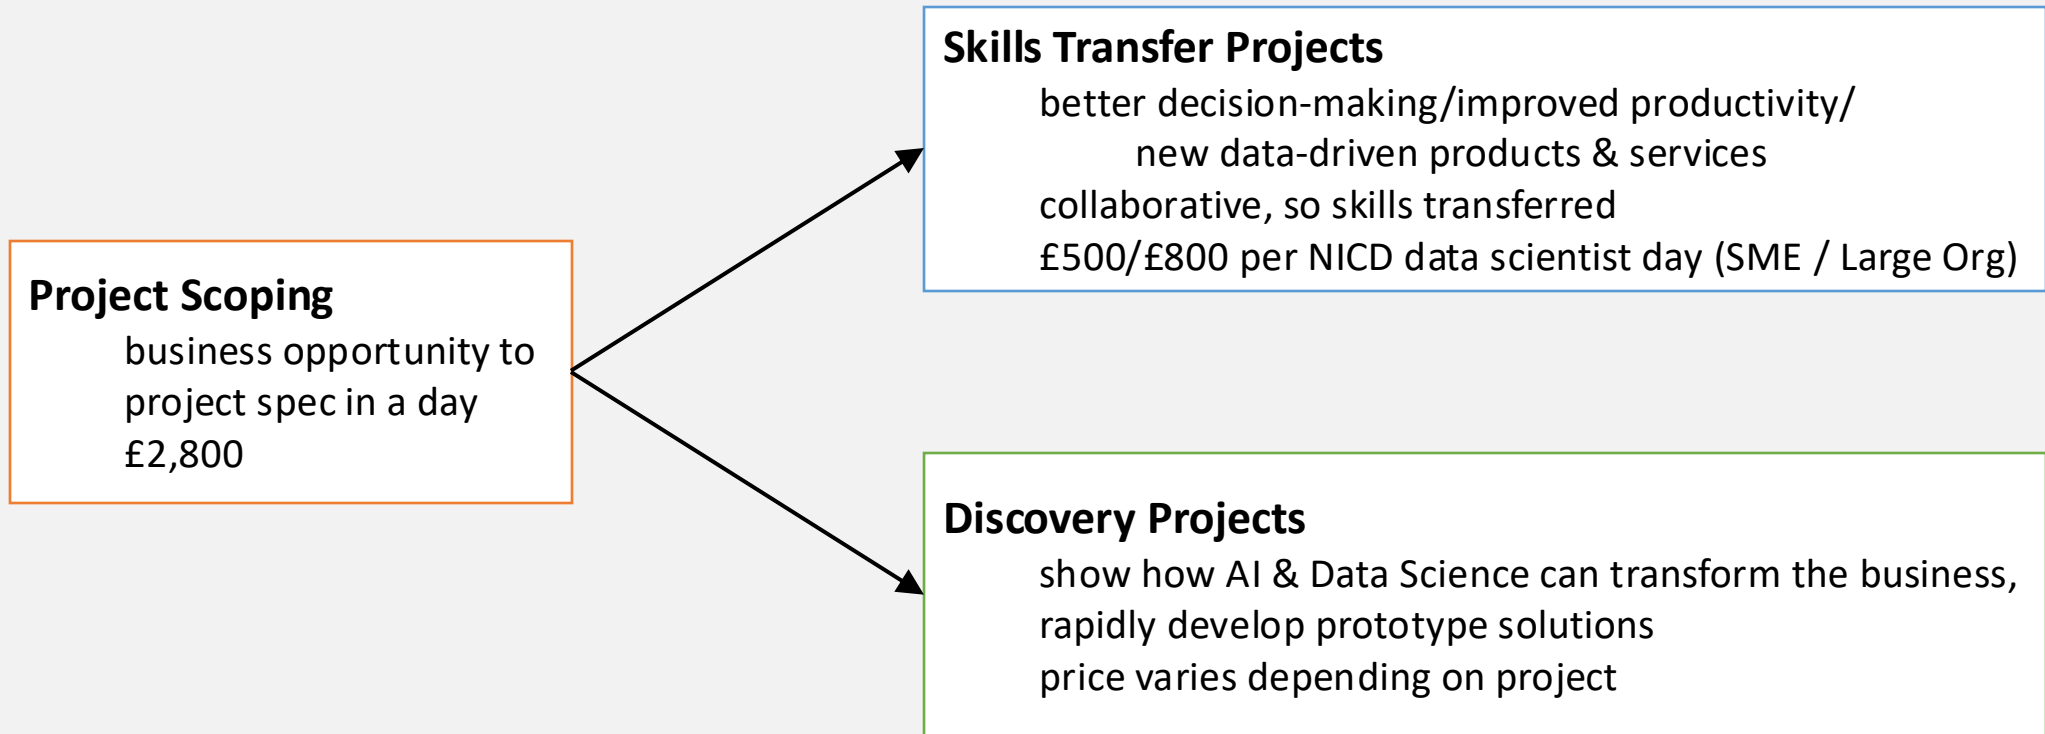 Project Scoping
business opportunity to
project spec in a day
£2,800
Skills Transfer Projects
better decision-making/improved productivity/
new data-driven products & services
collaborative, so skills transferred
£500/£800 per NICD data scientist day (SME / Large Org)
Discovery Projects
show how AI & Data Science can transform the business,
rapidly develop prototype solutions
price varies depending on project